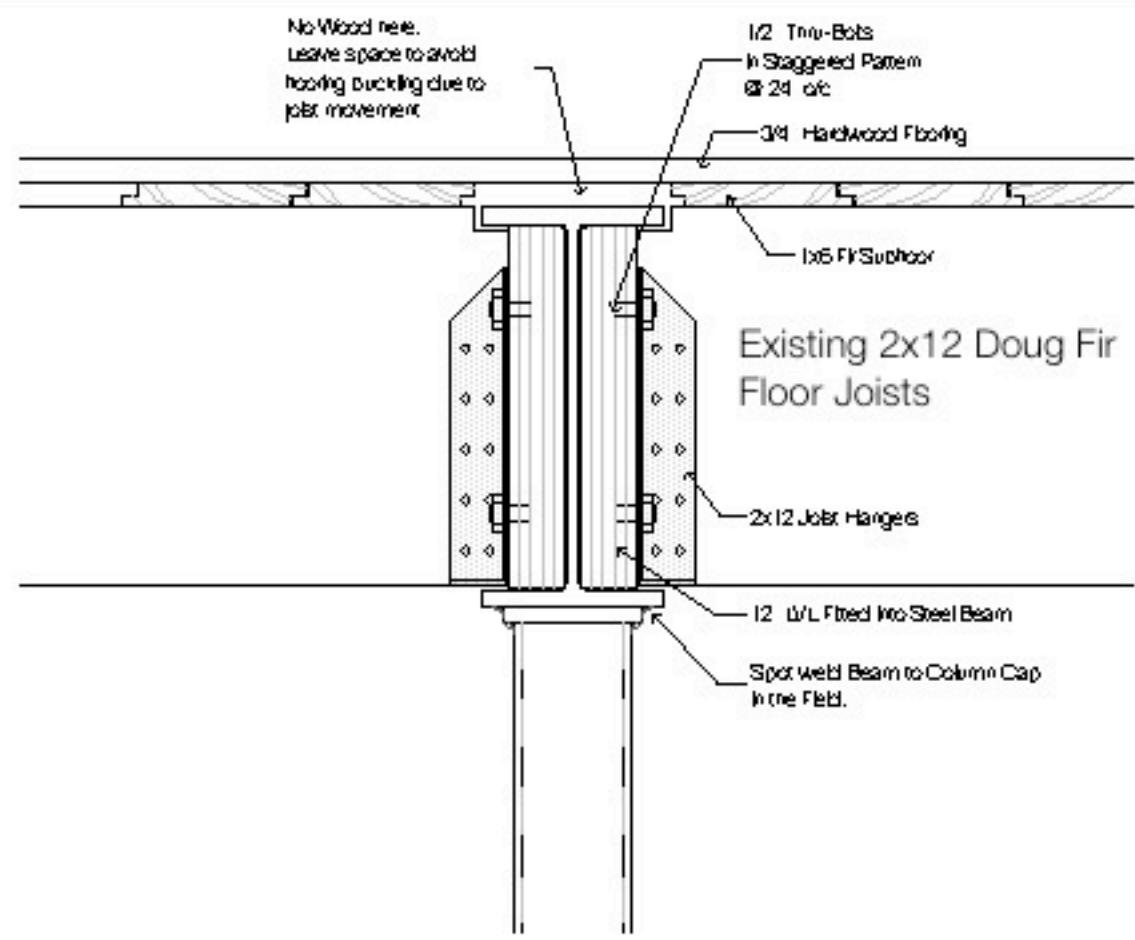 No Wood here.
Leave space to avoid
flooring buckling due to
joist movement
1/2 Thru-Bolts
In Staggered Pattern
@ 24 o/c
3/4 Hardwood Flooring
1x6 Fir Subfloor
Existing 2x12 Doug Fir
Floor Joists
2x12 Joist Hangers
12 LVL Fitted Into Steel Beam
Spot weld Beam to Column Cap
In the Field.